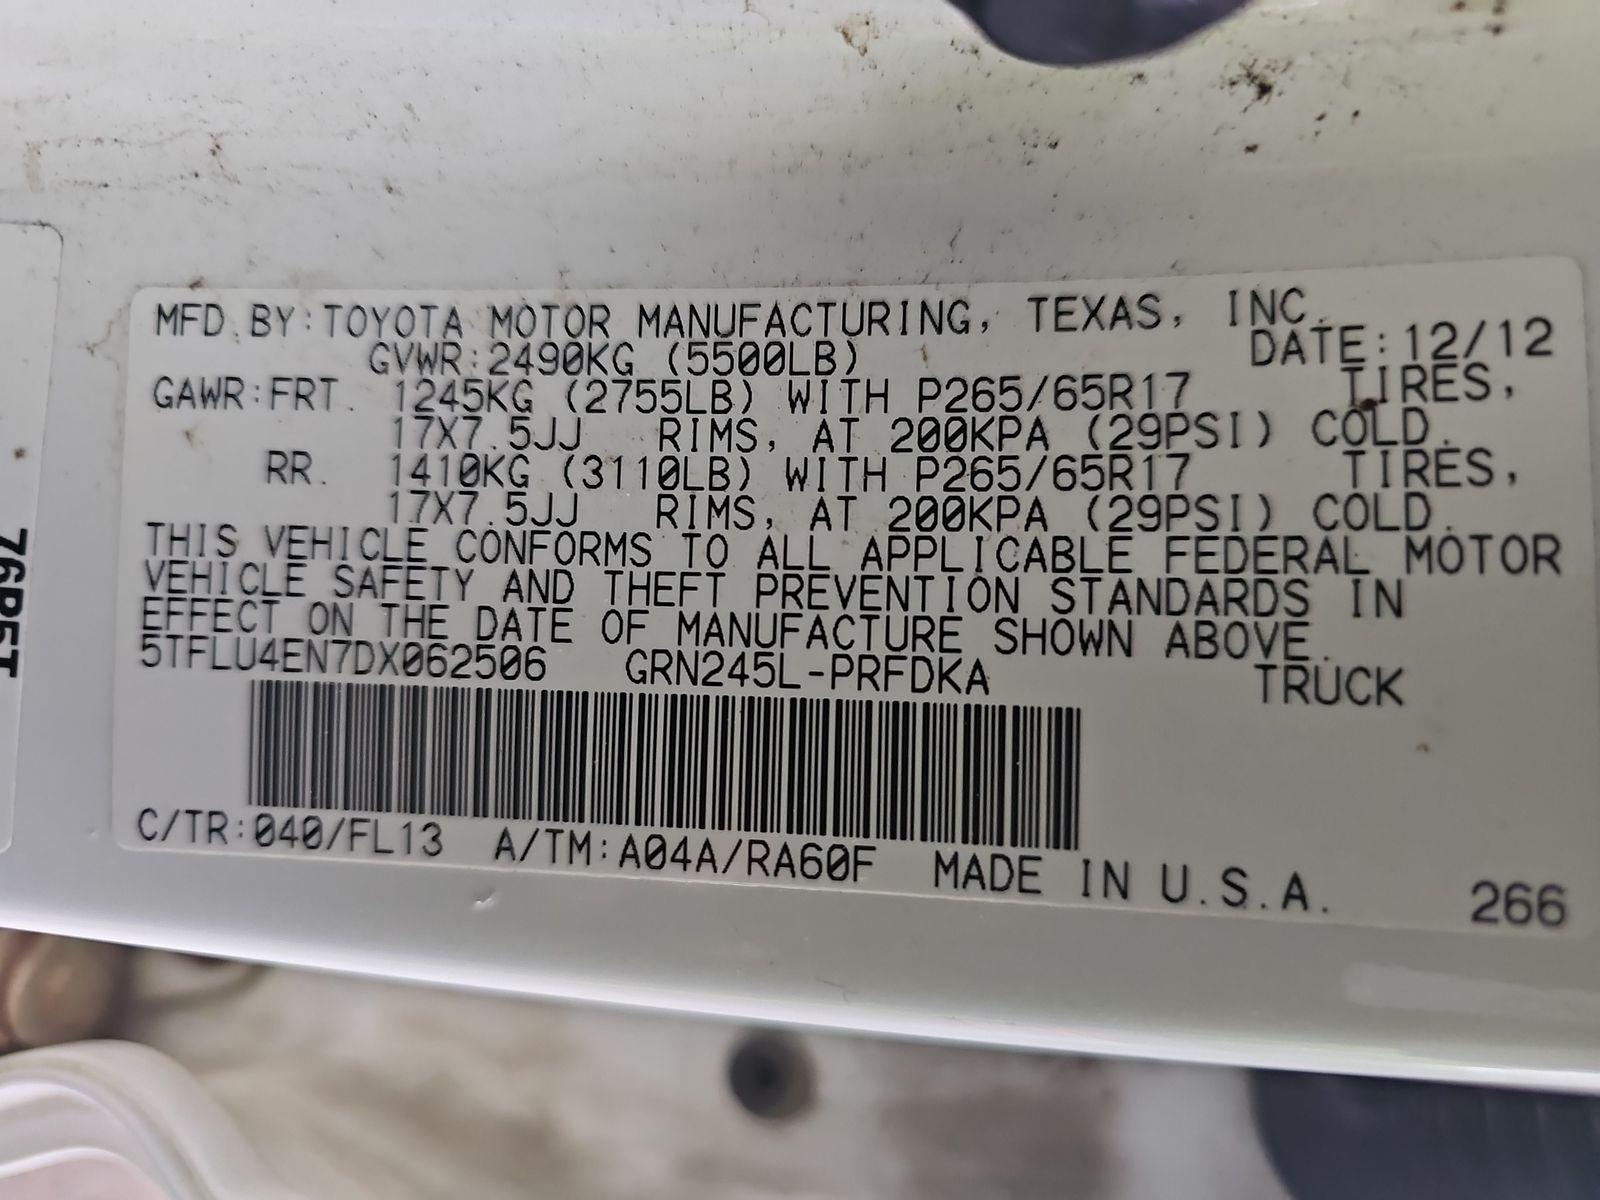 MFD.BY:TOYOTA MOTOR MANUFACTURING, TEXAS, INC.
GVWR:2490KG (5500LB) DATE:12/12
GAWR:FRT. 1245KG (2755LB) WITH P265/65R17 TIRES,
17X7.5JJ RIMS, AT 200KPA (29PSI) COLD.
RR. 1410KG (3110LB) WITH P265/65R17 TIRES,
17X7.5JJ RIMS, AT 200KPA (29PSI) COLD.
THIS VEHICLE CONFORMS TO ALL APPLICABLE FEDERAL MOTOR
VEHICLE SAFETY AND THEFT PREVENTION STANDARDS IN
EFFECT ON THE DATE OF MANUFACTURE SHOWN ABOVE.
5TFLU4EN7DX062506 GRN245L-PRFDKA TRUCK
C/TR:040/FL13 A/TM:A04A/RA60F MADE IN U.S.A. 266